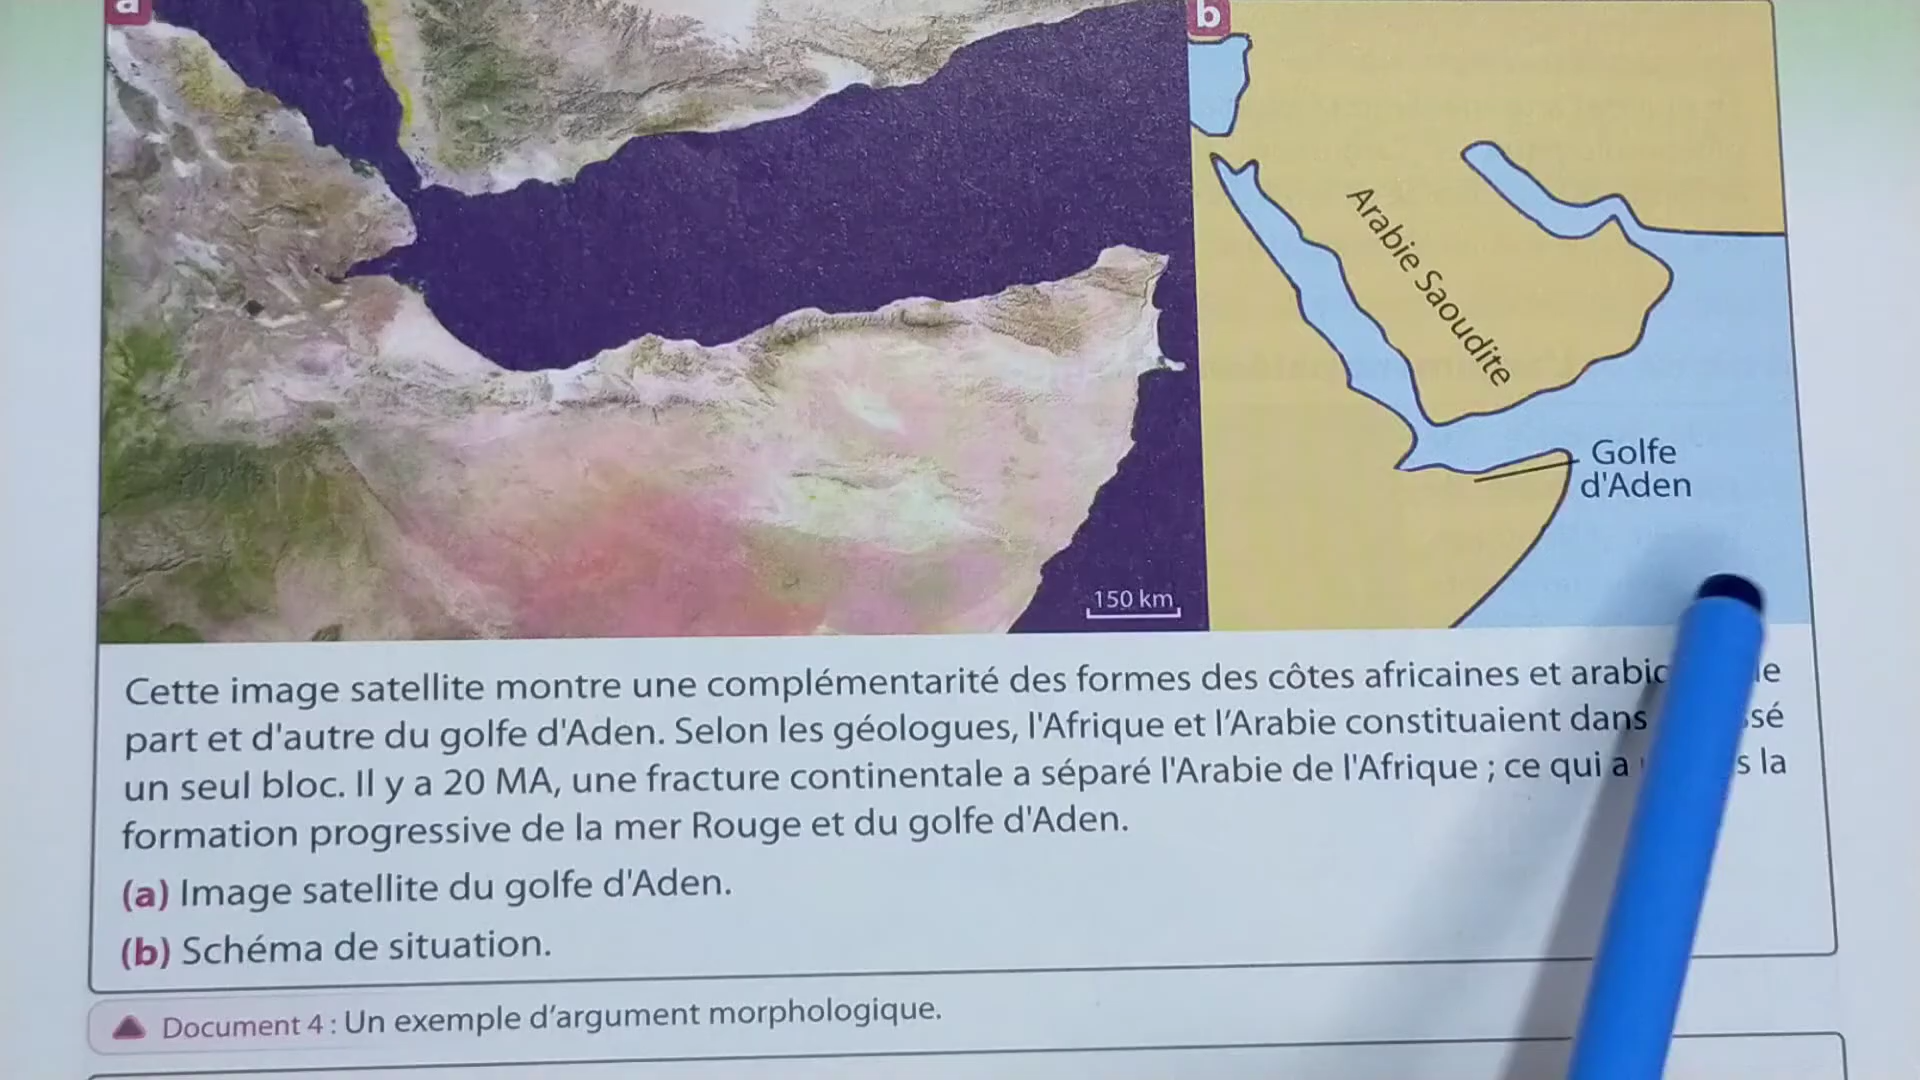 a
b
Arabie Saoudite
Golfe
d'Aden
150 km
Cette image satellite montre une complémentarité des formes des côtes africaines et
part et d'autre du golfe d'Aden. Selon les géologues, l'Afrique et l'Arabie constituaient dans
un seul bloc. Il y a 20 MA, une fracture continentale a séparé l'Arabie de l'Afrique ; ce qui a la
formation progressive de la mer Rouge et du golfe d'Aden.
(a) Image satellite du golfe d'Aden.
(b) Schéma de situation.
Document 4 : Un exemple d'argument morphologique.